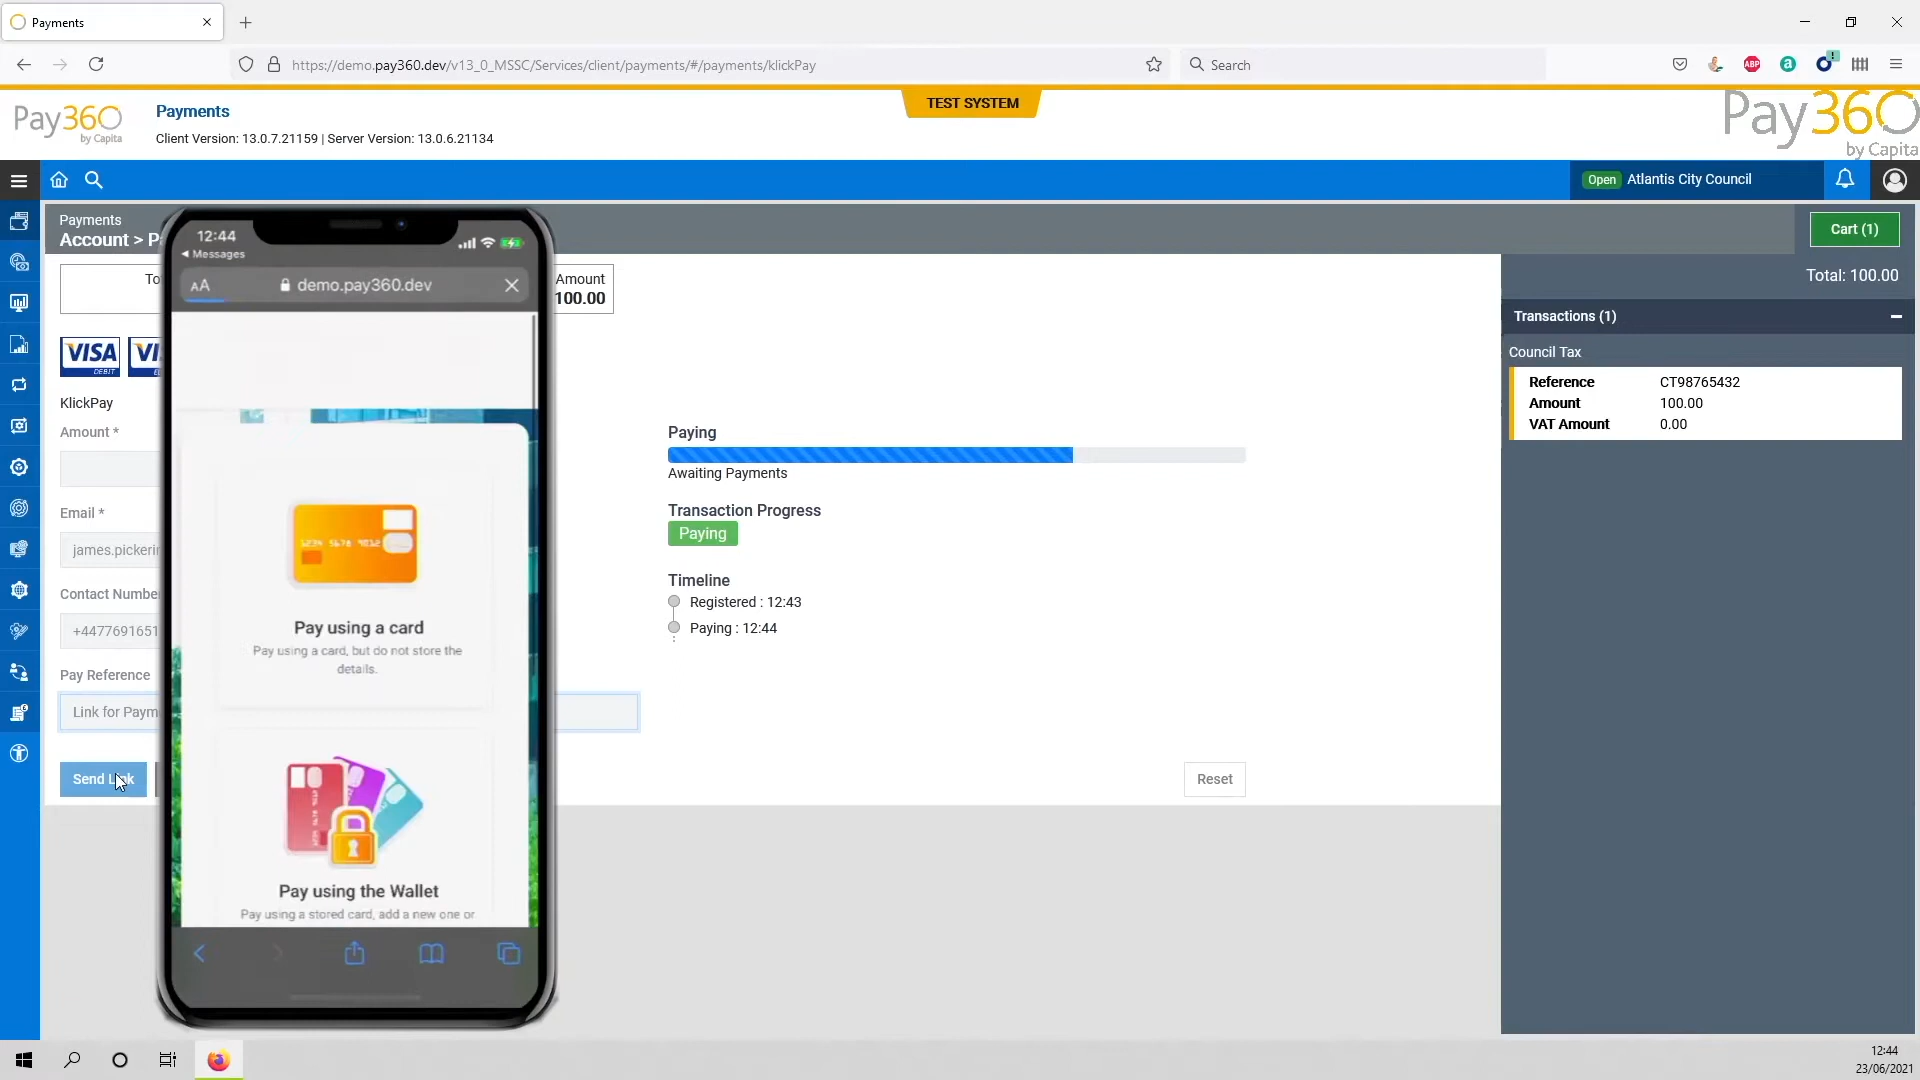 Payments
https://demo.pay360.dev/v13_0_MSSC/Services/client/payments/#/payments/klickPay
Search
ABP
a
Pay360
by Capita
Payments
Client Version: 13.0.7.21159 | Server Version: 13.0.6.21134
TEST SYSTEM
Pay360
by Capita
Open Atlantis City Council
Payments
Account > P
Cart (1)
12:44
Messages
AA demo.pay360.dev
To
Amount
100.00
Total: 100.00
Transactions (1)
Council Tax
Reference CT98765432
Amount 100.00
VAT Amount 0.00
VISA
DEBIT
KlickPay
Amount *
Email *
james.pickerin
Contact Number
+4477691651
Pay Reference
Link for Paym
Send Link
Pay using a card
Pay using a card, but do not store the
details.
Pay using the Wallet
Pay using a stored card, add a new one or
Paying
Awaiting Payments
Transaction Progress
Paying
Timeline
Registered : 12:43
Paying : 12:44
Reset
12:44
23/06/2021